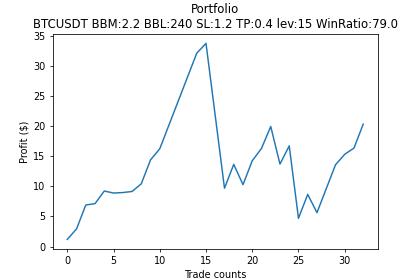 Portfolio
BTCUSDT BBM:2.2 BBL:240 SL:1.2 TP:0.4 lev:15 WinRatio:79.0
35
30
25
20
15
10
5
0
Profit ($)
0 5 10 15 20 25 30
Trade counts